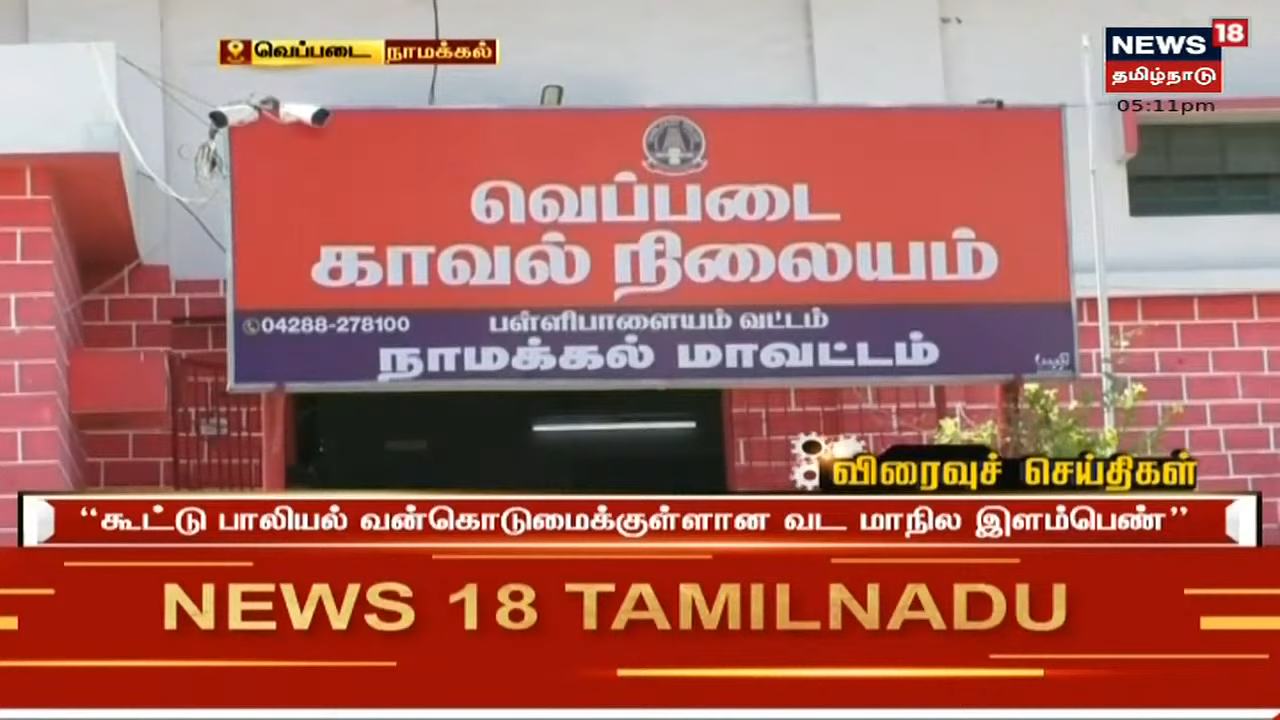 வெப்படை நாமக்கல்
NEWS 18
தமிழ்நாடு
05:11pm
வெப்படை
காவல் நிலையம்
04288-278100 பள்ளிபாளையம் வட்டம்
நாமக்கல் மாவட்டம்
விரைவுச் செய்திகள்
“கூட்டு பாலியல் வன்கொடுமைக்குள்ளான வட மாநில இளம்பெண்”
NEWS 18 TAMILNADU